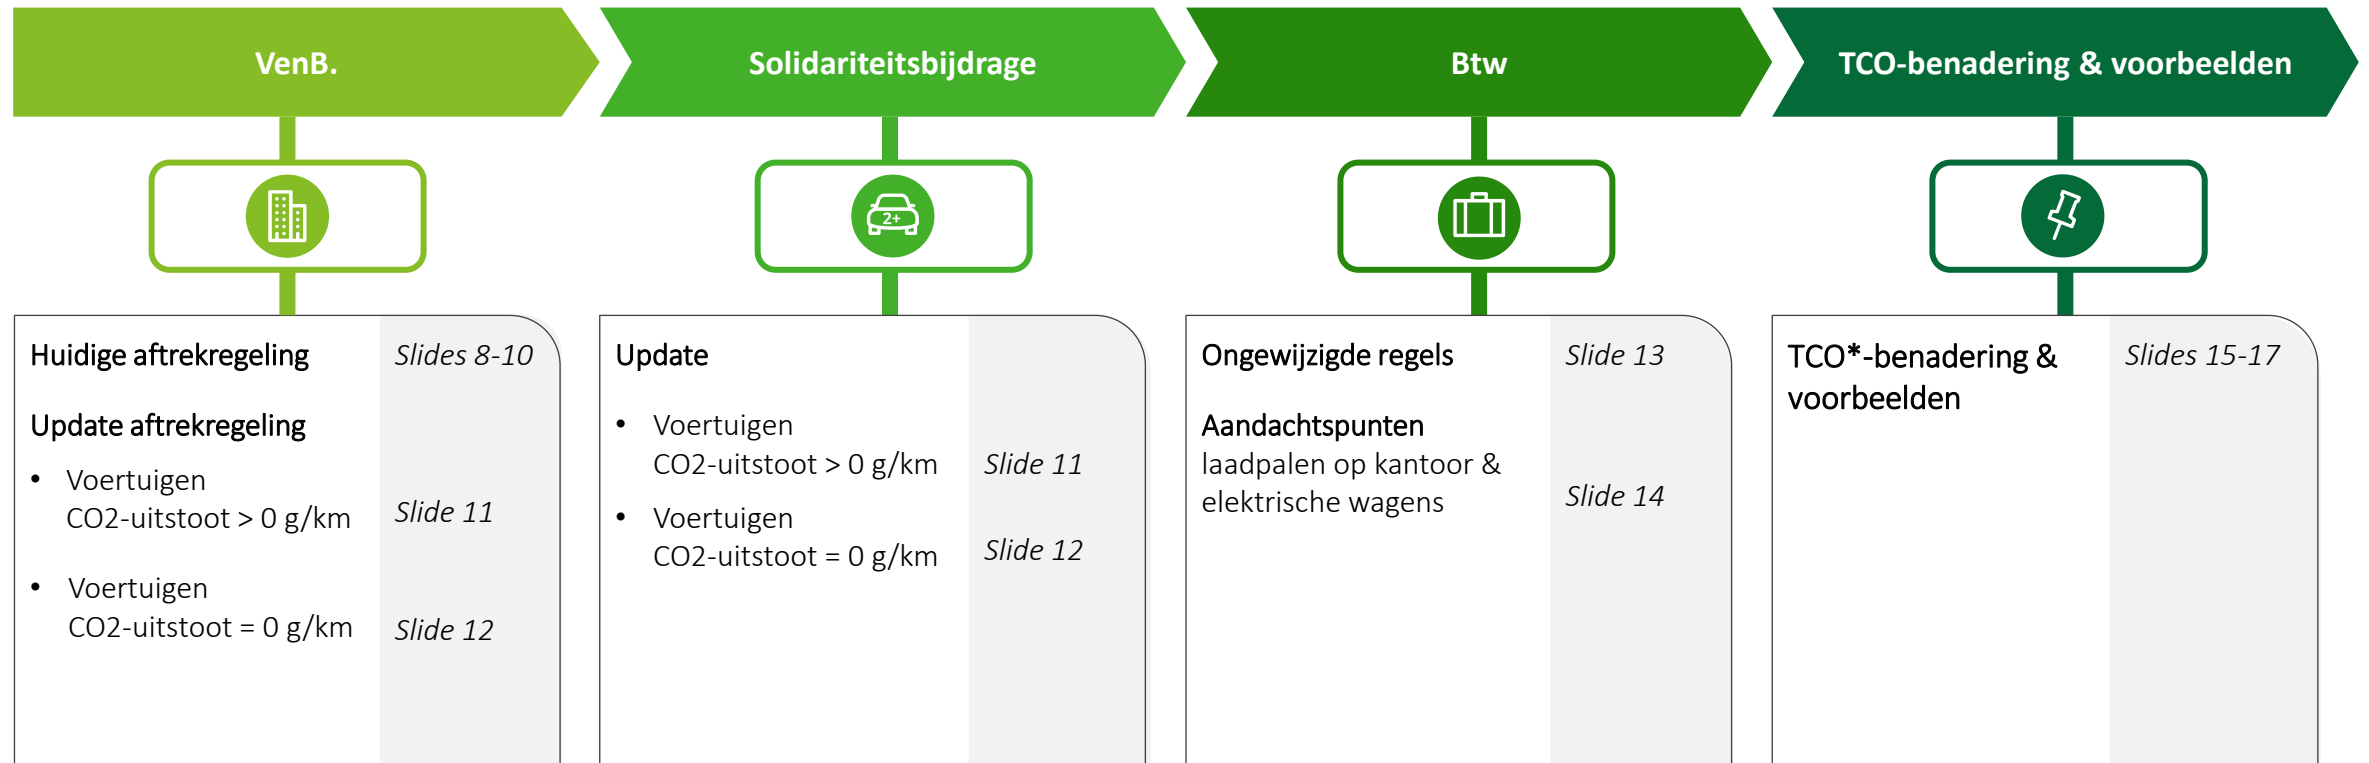 VenB.
Solidariteitsbijdrage
Btw
TCO-benadering & voorbeelden
2+
Huidige aftrekregeling
Slides 8-10
Update aftrekregeling
• Voertuigen
CO2-uitstoot > 0 g/km
Slide 11
• Voertuigen
CO2-uitstoot = 0 g/km
Slide 12
Update
• Voertuigen
CO2-uitstoot > 0 g/km
Slide 11
• Voertuigen
CO2-uitstoot = 0 g/km
Slide 12
Ongewijzigde regels
Slide 13
Aandachtspunten
laadpalen op kantoor &
elektrische wagens
Slide 14
TCO*-benadering &
voorbeelden
Slides 15-17